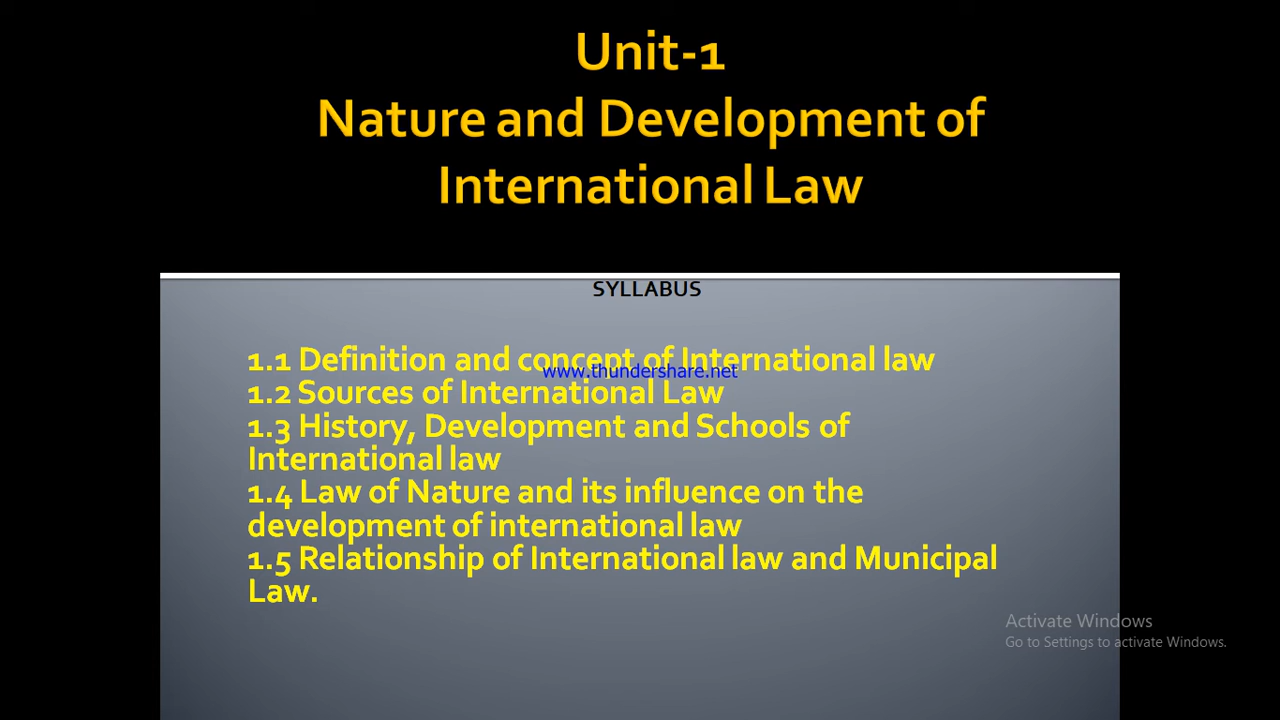 Unit-1
Nature and Development of
International Law
SYLLABUS
1.1 Definition and concept of International law
www.thundershare.net
1.2 Sources of International Law
1.3 History, Development and Schools of
International law
1.4 Law of Nature and its influence on the
development of international law
1.5 Relationship of International law and Municipal
Law.
Activate Windows
Go to Settings to activate Windows.